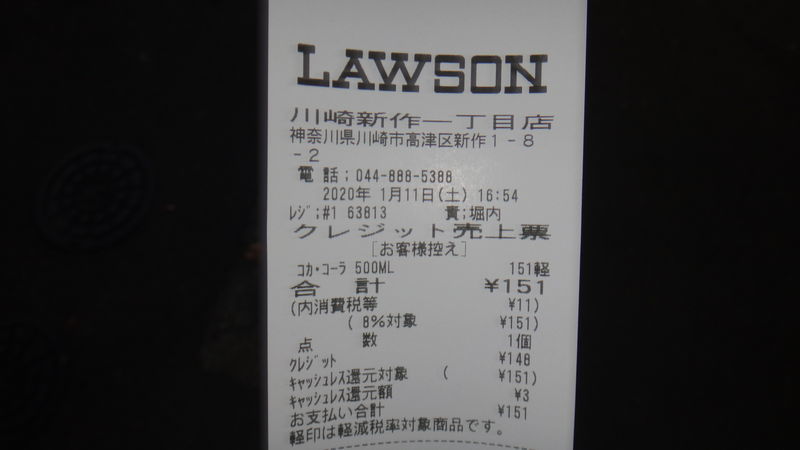 LAWSON
川崎新作一丁目店
神奈川県川崎市高津区新作1-8
-2
電話;044-888-5388
2020年 1月11日(土) 16:54
ﾚｼﾞ;#1 63813 責;堀内
クレジット売上票
[お客様控え]
ｺｶ･ｺｰﾗ 500ML 151軽
合 計 ¥151
(内消費税等 ¥11)
( 8%対象 ¥151)
点 数 1個
ｸﾚｼﾞｯﾄ ¥148
ｷｬｯｼｭﾚｽ還元対象 ( ¥151)
ｷｬｯｼｭﾚｽ還元額 ¥3
お支払い合計 ¥151
軽印は軽減税率対象商品です。